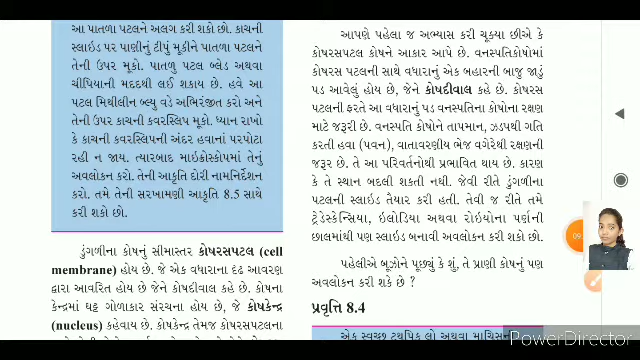 આ પાતળા પટલને અલગ કરી શકો છો. કાચની
સ્લાઇડ પર પાણીનું ટીપું મૂકીને પાતળા પટલને
તેની ઉપર મૂકો. પાતળુ પટલ બ્લેડ અથવા
ચીપિયાની મદદથી લઈ શકાય છે. હવે આ
પટલ મિથીલીન બ્લ્યુ વડે અભિરંજીત કરો અને
તેની ઉપર કાચની કવરસ્લિપ મૂકો. ધ્યાન રાખો
કે કાચની કવરસ્લિપની અંદર હવાનાં પરપોટા
રહી ન જાય. ત્યારબાદ માઇક્રોસ્કોપમાં તેનું
અવલોકન કરો. તેની આકૃતિ દોરી નામનિર્દેશન
કરો. તમે તેની સરખામણી આકૃતિ 8.5 સાથે
કરી શકો છો.
ડુંગળીના કોષનું સીમાસ્તર કોષરસપટલ (cell
membrane) હોય છે. જે એક વધારાના દઢ આવરણ
દ્વારા આવરિત હોય છે જેને કોષદીવાલ કહે છે. કોષના
કેન્દ્રમાં ઘટ્ટ ગોળાકાર સંરચના હોય છે, જે કોષકેન્દ્ર
(nucleus) કહેવાય છે. કોષકેન્દ્ર તેમજ કોષરસપટલના
આપણે પહેલા જ અભ્યાસ કરી ચૂક્યા છીએ કે
કોષરસપટલ કોષને આકાર આપે છે. વનસ્પતિકોષોમાં
કોષરસ પટલની સાથે વધારાનું એક બહારની બાજુ જાડું
પડ આવેલું હોય છે, જેને કોષદીવાલ કહે છે. કોષરસ
પટલની ફરતે આ વધારાનું પડ વનસ્પતિના કોષોના રક્ષણ
માટે જરૂરી છે. વનસ્પતિ કોષોને તાપમાન, ઝડપથી ગતિ
કરતી હવા (પવન), વાતાવરણીય ભેજ વગેરેથી રક્ષણની
જરૂર છે. તે આ પરિવર્તનોથી પ્રભાવિત થાય છે. કારણ
કે તે સ્થાન બદલી શકતી નથી. જેવી રીતે ડુંગળીના
પટલની સ્લાઇડ તૈયાર કરી હતી. તેવી જ રીતે તમે
ટ્રેડેસ્કેન્સિયા, ઇલોડિયા અથવા રોઇયોના પર્ણની
છાલમાંથી પણ સ્લાઇડ બનાવી અવલોકન કરી શકો છો.
પહેલીએ બૂઝોને પૂછ્યું કે શું, તે પ્રાણી કોષનું પણ
અવલોકન કરી શકે છે ?
પ્રવૃત્તિ 8.4
એક સ્વચ્છ ટૂથપિક લો અથવા માચિસની
PowerDirector